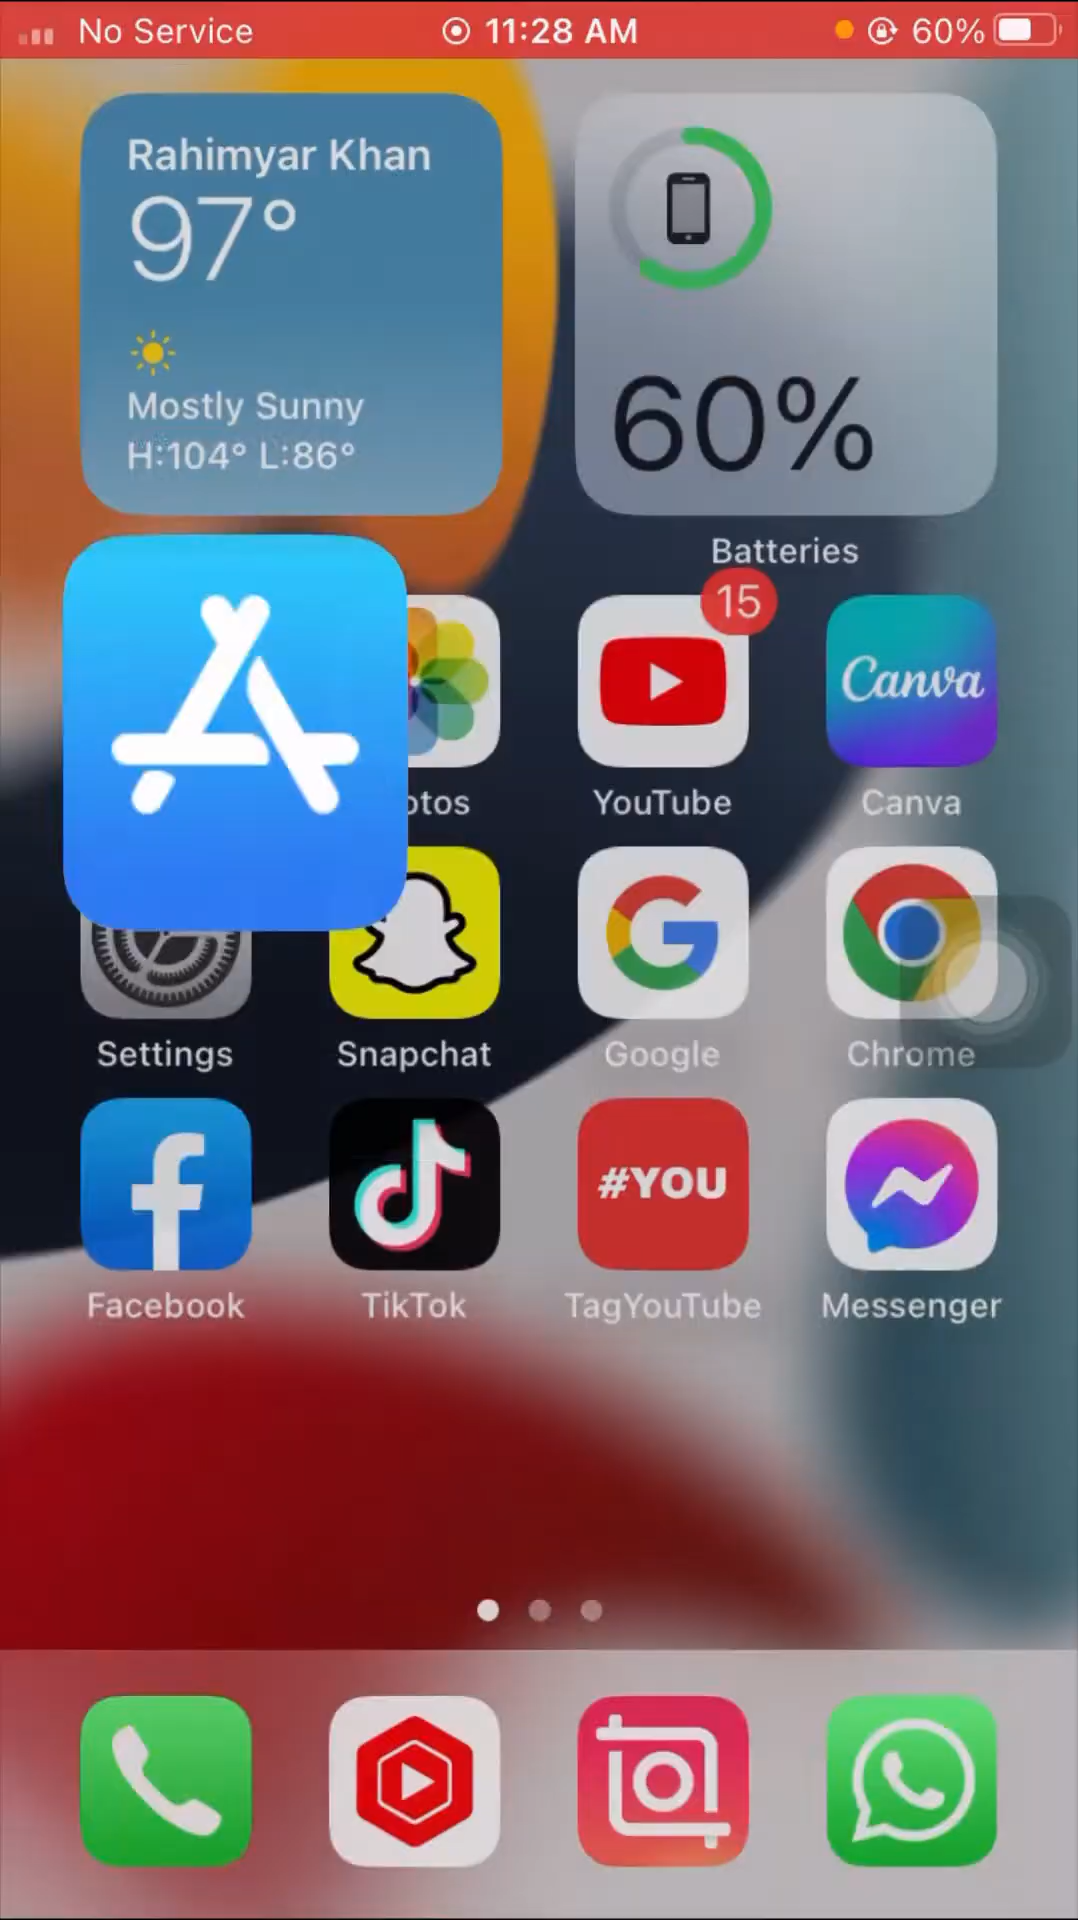 No Service 11:28 AM 60%
Rahimyar Khan
97°
Mostly Sunny
H:104° L:86°
60%
Batteries
15
Canva
otos YouTube Canva
G
Settings Snapchat Google Chrome
#YOU
Facebook TikTok TagYouTube Messenger